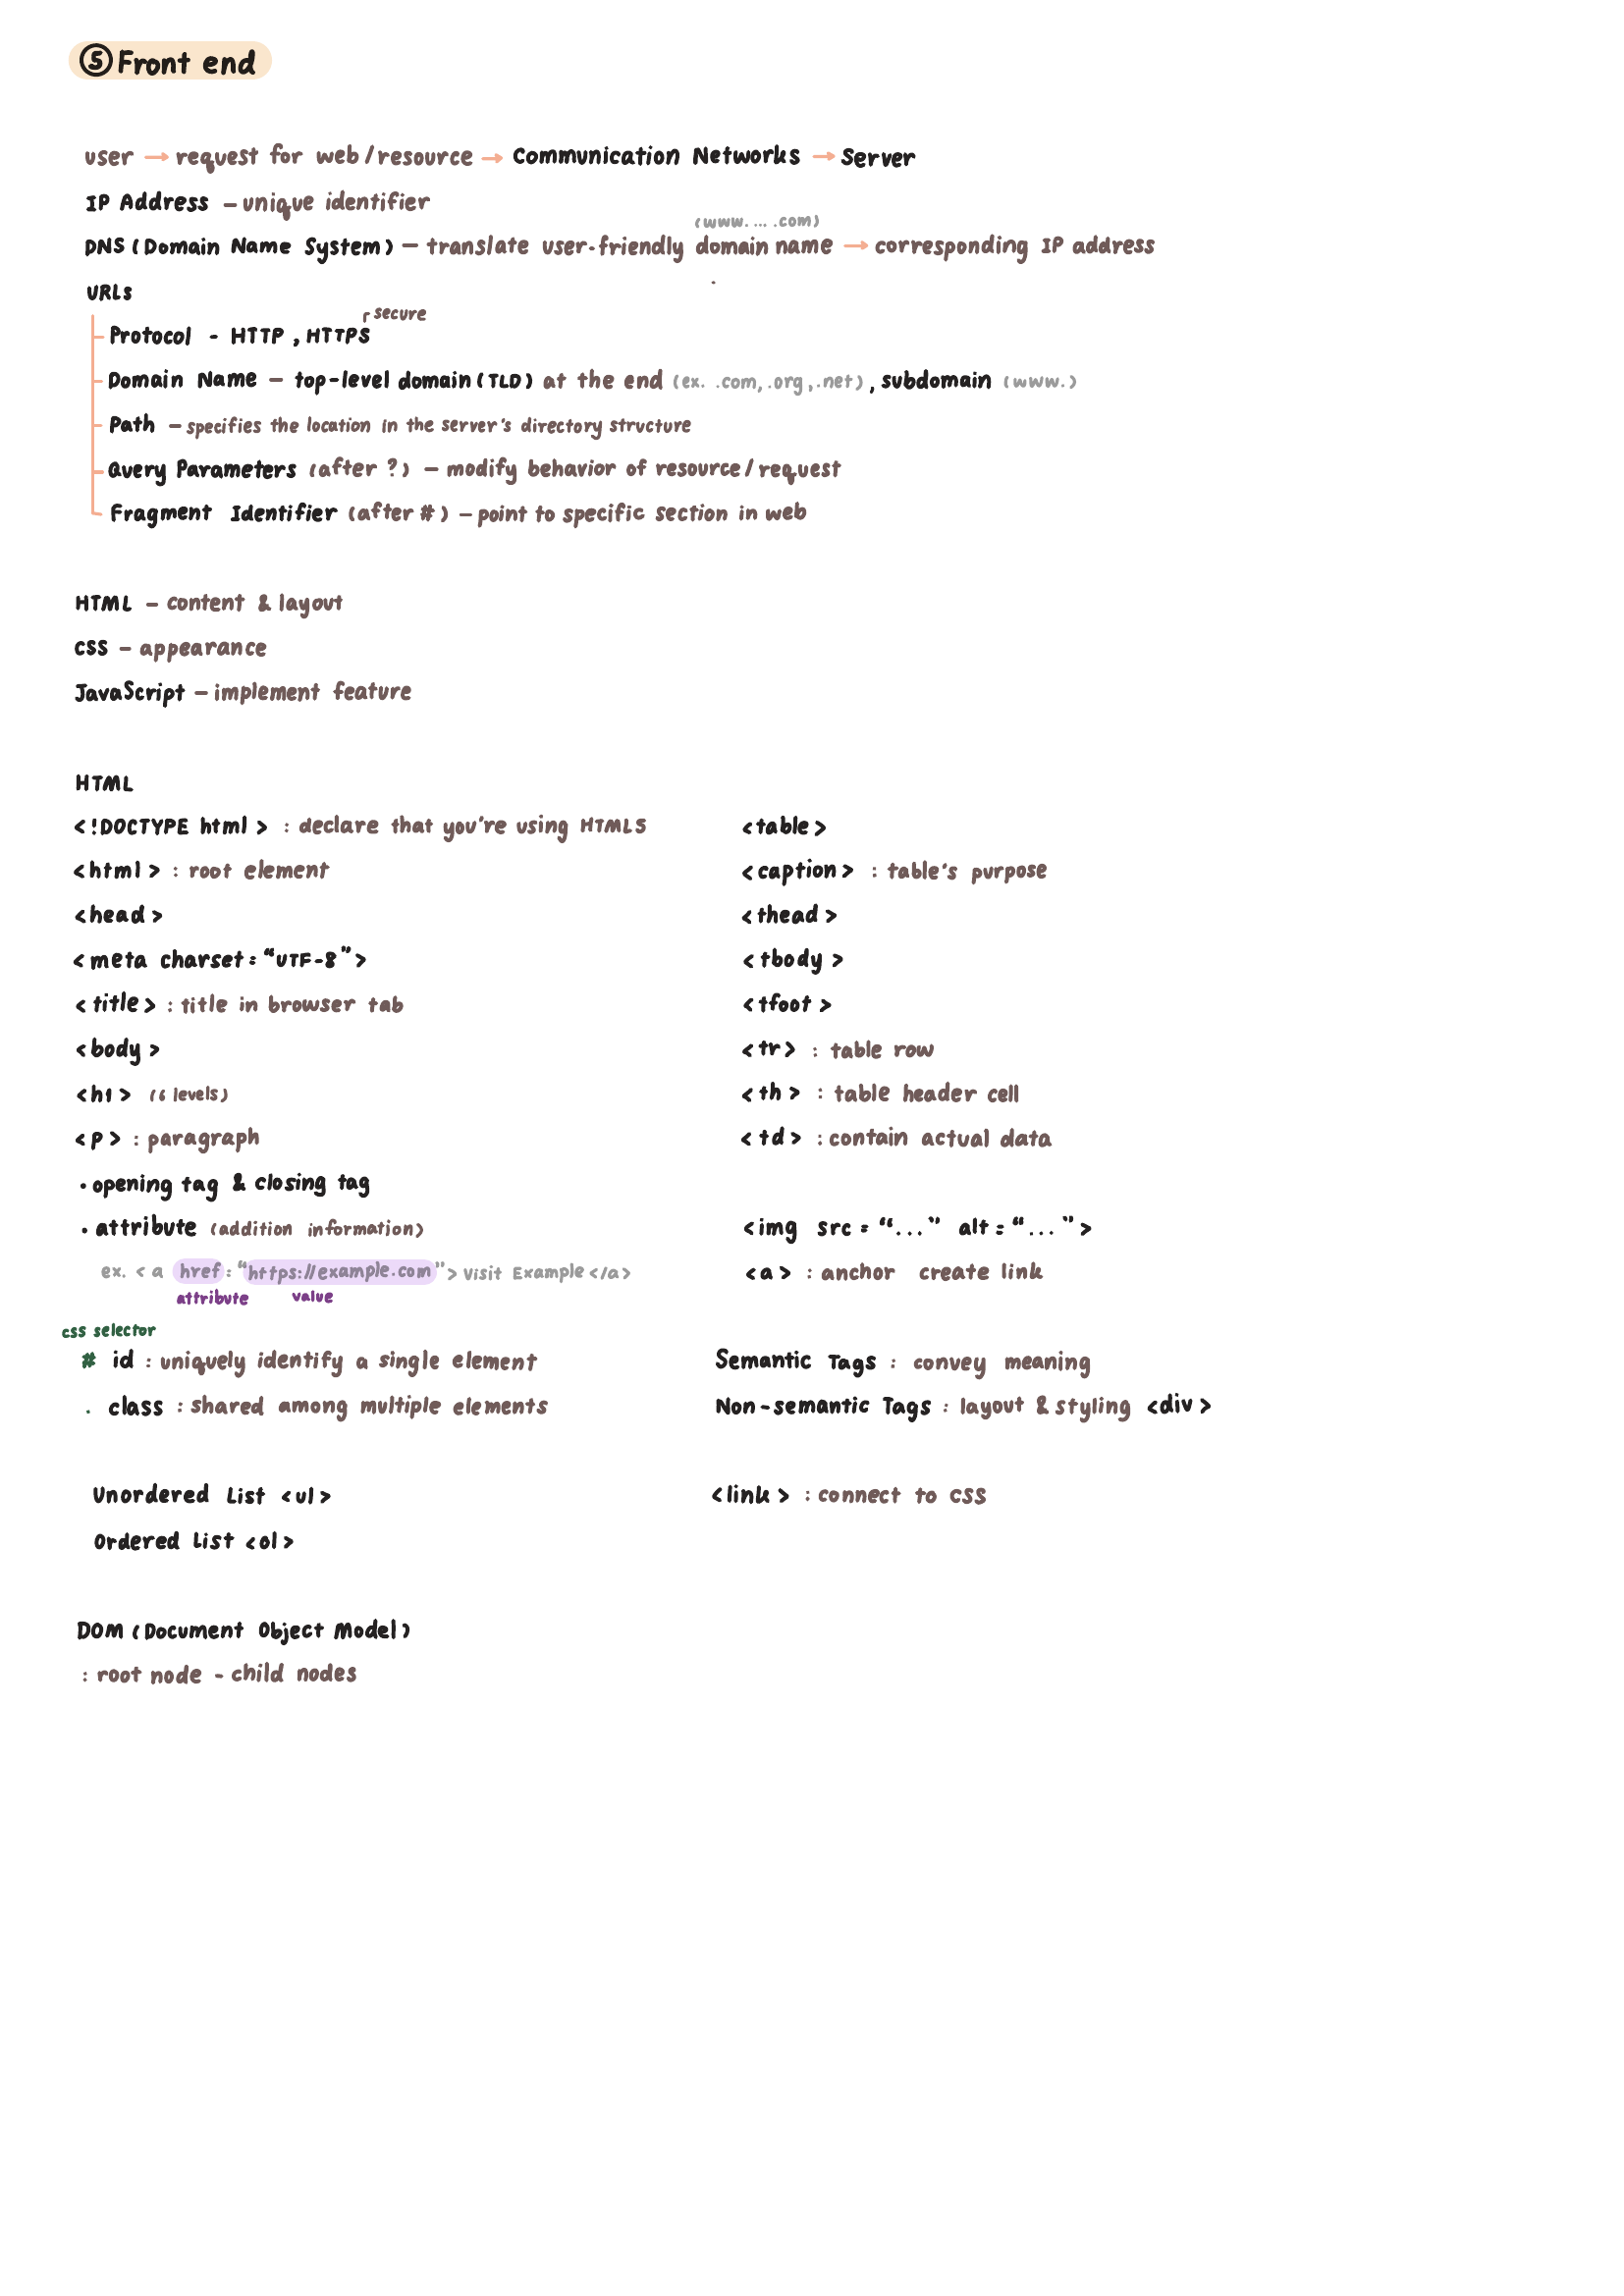 ⑤ Front end
user → request for web/resource → Communication Networks → Server
IP Address – unique identifier
(www. ... .com)
DNS (Domain Name System) – translate user-friendly domain name → corresponding IP address
URLs
secure
Protocol - HTTP, HTTPS
Domain Name – top-level domain (TLD) at the end (ex. .com, .org, .net), subdomain (www.)
Path – specifies the location in the server's directory structure
Query Parameters (after ?) – modify behavior of resource/request
Fragment Identifier (after #) – point to specific section in web
HTML – content & layout
CSS – appearance
JavaScript – implement feature
HTML
<!DOCTYPE html> : declare that you're using HTML5
<html> : root element
<head>
<meta charset="UTF-8">
<title> : title in browser tab
<body>
<h1> (6 levels)
<p> : paragraph
• opening tag & closing tag
• attribute (addition information)
ex. <a href="https://example.com"> Visit Example </a>
attribute value
<table>
<caption> : table's purpose
<thead>
<tbody>
<tfoot>
<tr> : table row
<th> : table header cell
<td> : contain actual data
<img src = "..." alt = "...">
<a> : anchor create link
css selector
# id : uniquely identify a single element
. class : shared among multiple elements
Semantic Tags : convey meaning
Non-semantic Tags : layout & styling <div>
Unordered List <ul>
Ordered List <ol>
<link> : connect to CSS
DOM (Document Object Model)
: root node - child nodes